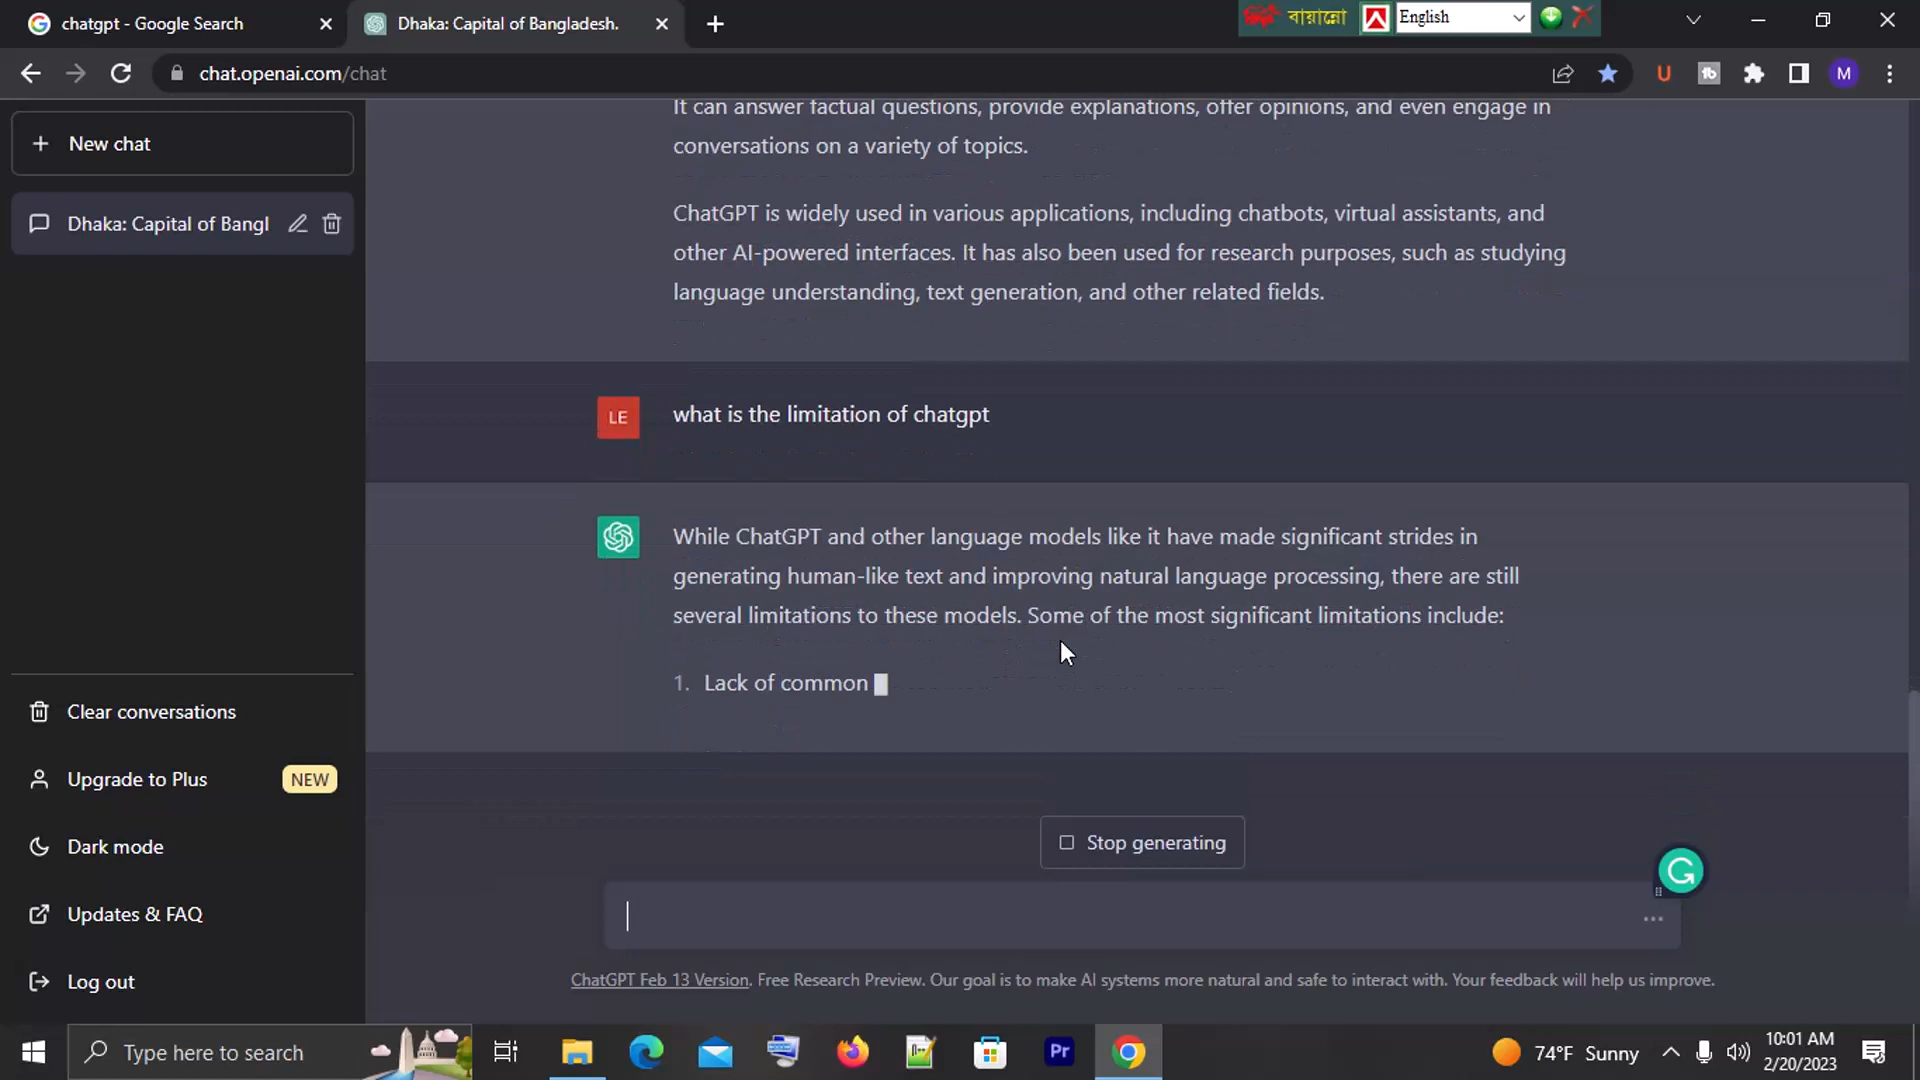 chatgpt - Google Search
Dhaka: Capital of Bangladesh.
বায়ান্নো
English
chat.openai.com/chat
U
M
New chat
Dhaka: Capital of Bangl
It can answer factual questions, provide explanations, offer opinions, and even engage in
conversations on a variety of topics.
ChatGPT is widely used in various applications, including chatbots, virtual assistants, and
other AI-powered interfaces. It has also been used for research purposes, such as studying
language understanding, text generation, and other related fields.
LE
what is the limitation of chatgpt
While ChatGPT and other language models like it have made significant strides in
generating human-like text and improving natural language processing, there are still
several limitations to these models. Some of the most significant limitations include:
1. Lack of common
Clear conversations
Upgrade to Plus
NEW
Dark mode
Updates & FAQ
Log out
Stop generating
ChatGPT Feb 13 Version. Free Research Preview. Our goal is to make AI systems more natural and safe to interact with. Your feedback will help us improve.
Type here to search
Pr
74°F Sunny
10:01 AM
2/20/2023